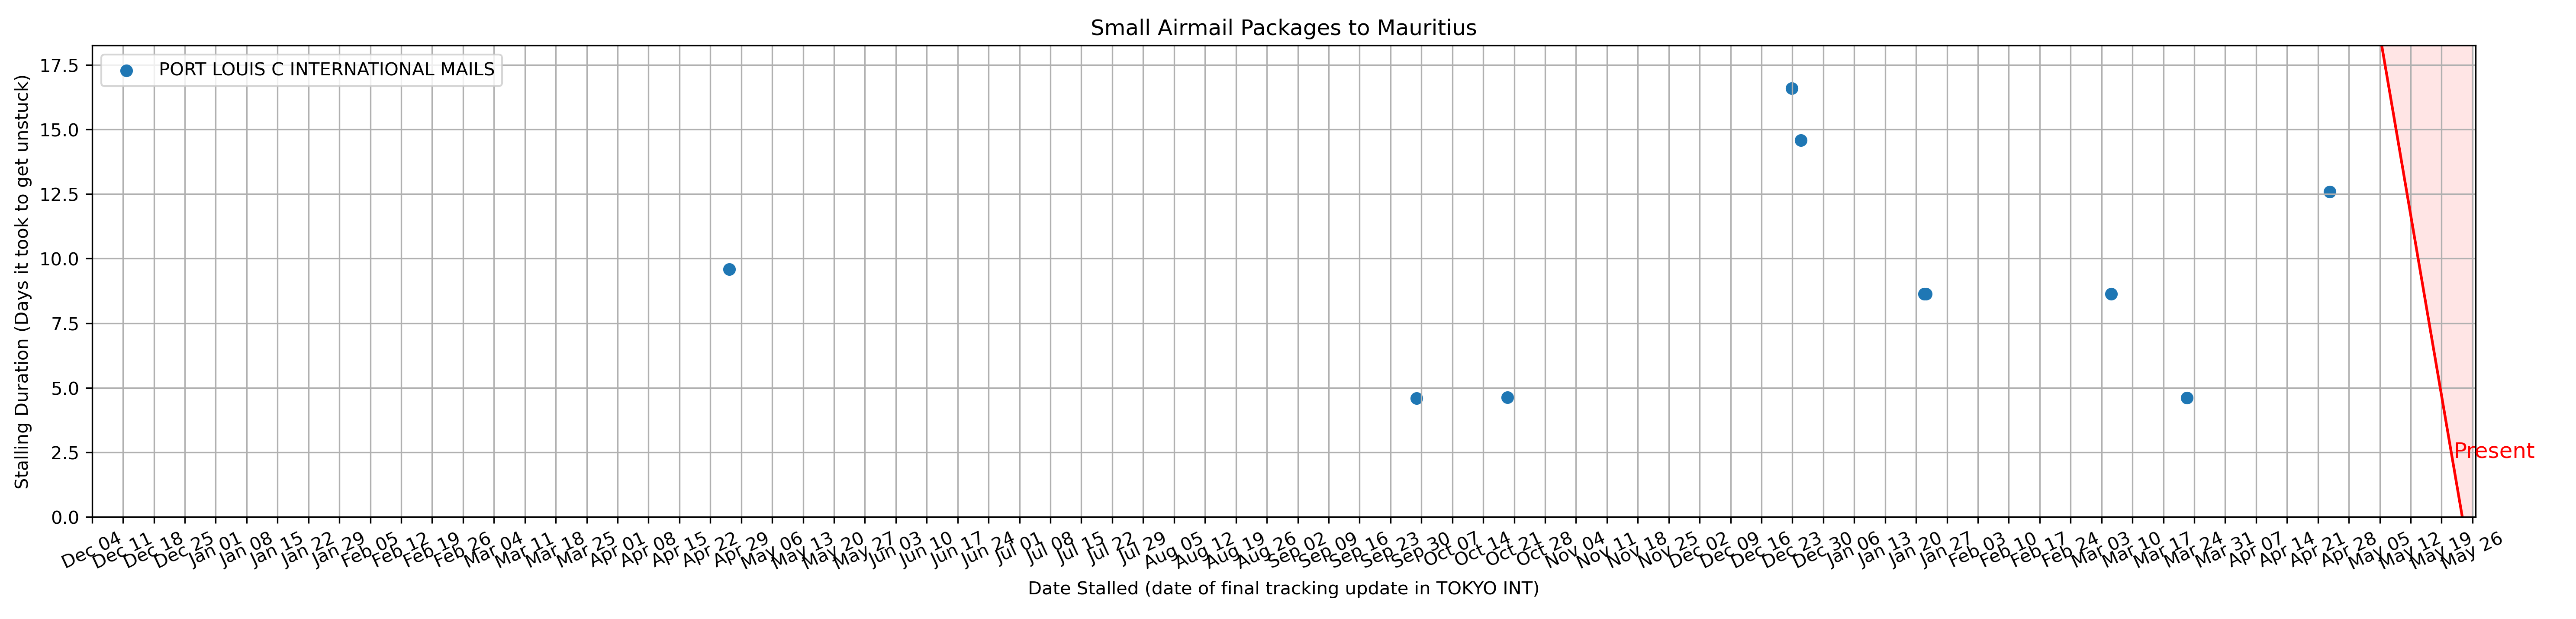 Small Airmail Packages to Mauritius
PORT LOUIS C INTERNATIONAL MAILS
Stalling Duration (Days it took to get unstuck)
17.5
15.0
12.5
10.0
7.5
5.0
2.5
0.0
Present
Dec 04 Dec 11 Dec 18 Dec 25 Jan 01 Jan 08 Jan 15 Jan 22 Jan 29 Feb 05 Feb 12 Feb 19 Feb 26 Mar 04 Mar 11 Mar 18 Mar 25 Apr 01 Apr 08 Apr 15 Apr 22 Apr 29 May 06 May 13 May 20 May 27 Jun 03 Jun 10 Jun 17 Jun 24 Jul 01 Jul 08 Jul 15 Jul 22 Jul 29 Aug 05 Aug 12 Aug 19 Aug 26 Sep 02 Sep 09 Sep 16 Sep 23 Sep 30 Oct 07 Oct 14 Oct 21 Oct 28 Nov 04 Nov 11 Nov 18 Nov 25 Dec 02 Dec 09 Dec 16 Dec 23 Dec 30 Jan 06 Jan 13 Jan 20 Jan 27 Feb 03 Feb 10 Feb 17 Feb 24 Mar 03 Mar 10 Mar 17 Mar 24 Mar 31 Apr 07 Apr 14 Apr 21 Apr 28 May 05 May 12 May 19 May 26
Date Stalled (date of final tracking update in TOKYO INT)